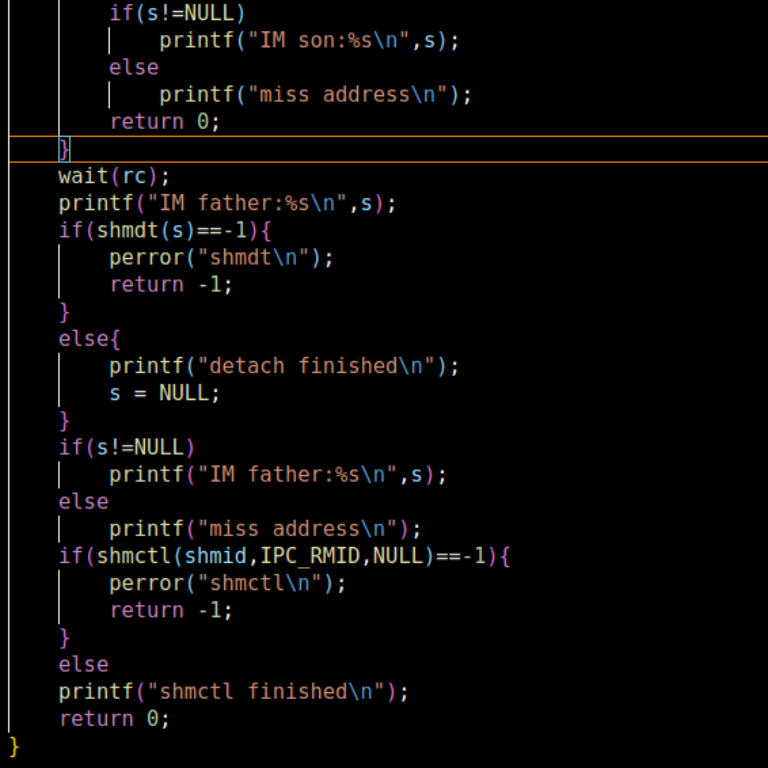 if(s!=NULL)
printf("IM son:%s\n",s);
else
printf("miss address\n");
return 0;
}
wait(rc);
printf("IM father:%s\n",s);
if(shmdt(s)==-1){
perror("shmdt\n");
return -1;
}
else{
printf("detach finished\n");
s = NULL;
}
if(s!=NULL)
printf("IM father:%s\n",s);
else
printf("miss address\n");
if(shmctl(shmid,IPC_RMID,NULL)==-1){
perror("shmctl\n");
return -1;
}
else
printf("shmctl finished\n");
return 0;
}